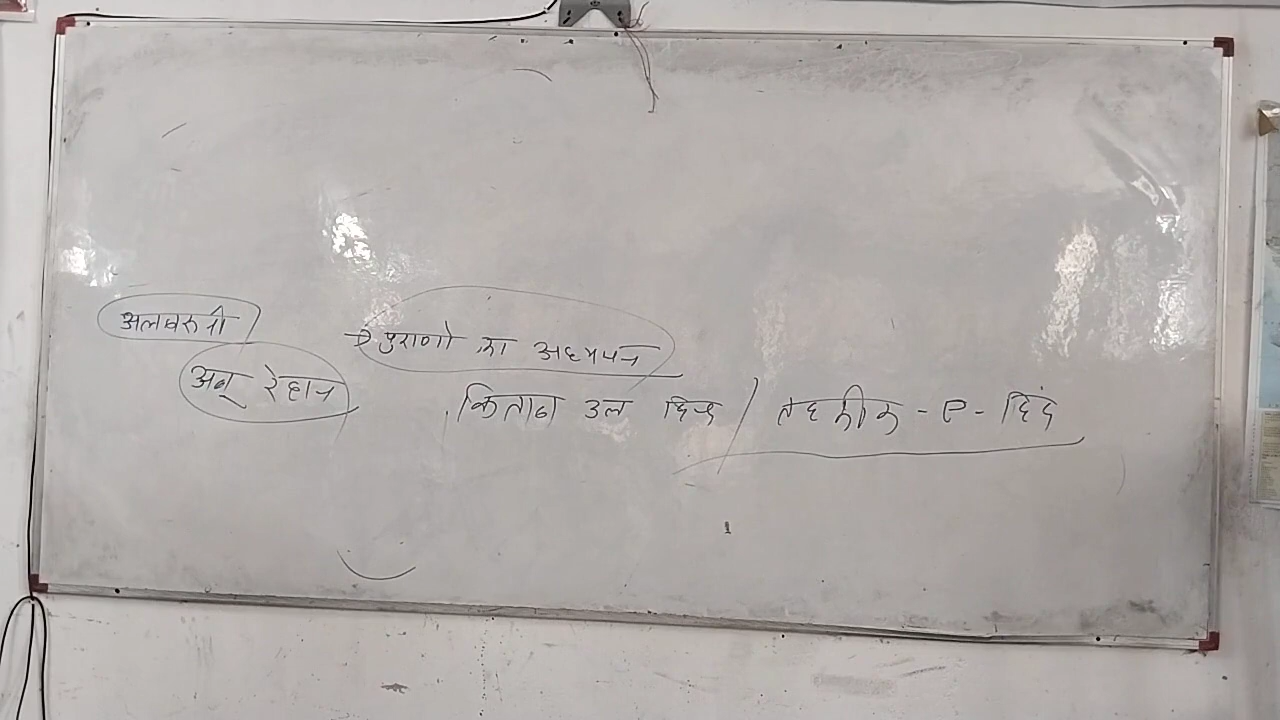 अलबरुनी
→ पुराणो का अध्ययन
अबू रेहान
किताब उल हिन्द / तहकीक - ए - हिंद